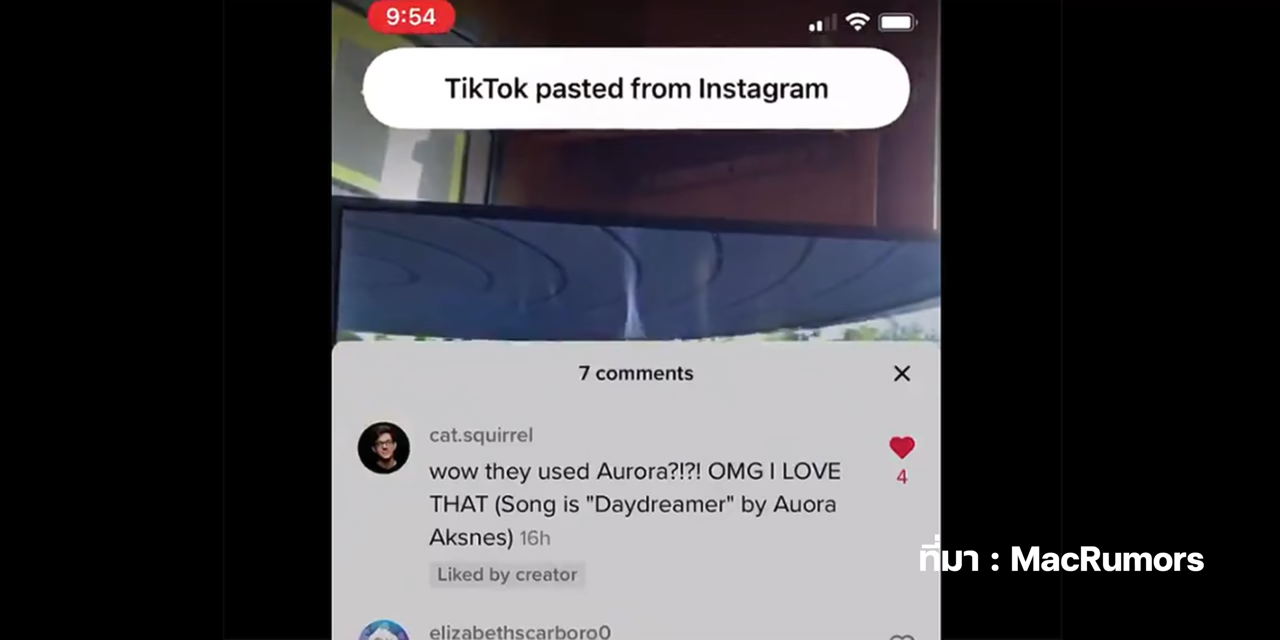 9:54
TikTok pasted from Instagram
7 comments
cat.squirrel
wow they used Aurora?!?! OMG I LOVE
THAT (Song is "Daydreamer" by Auora
Aksnes) 16h
4
Liked by creator
ที่มา : MacRumors
elizabethscarboro0